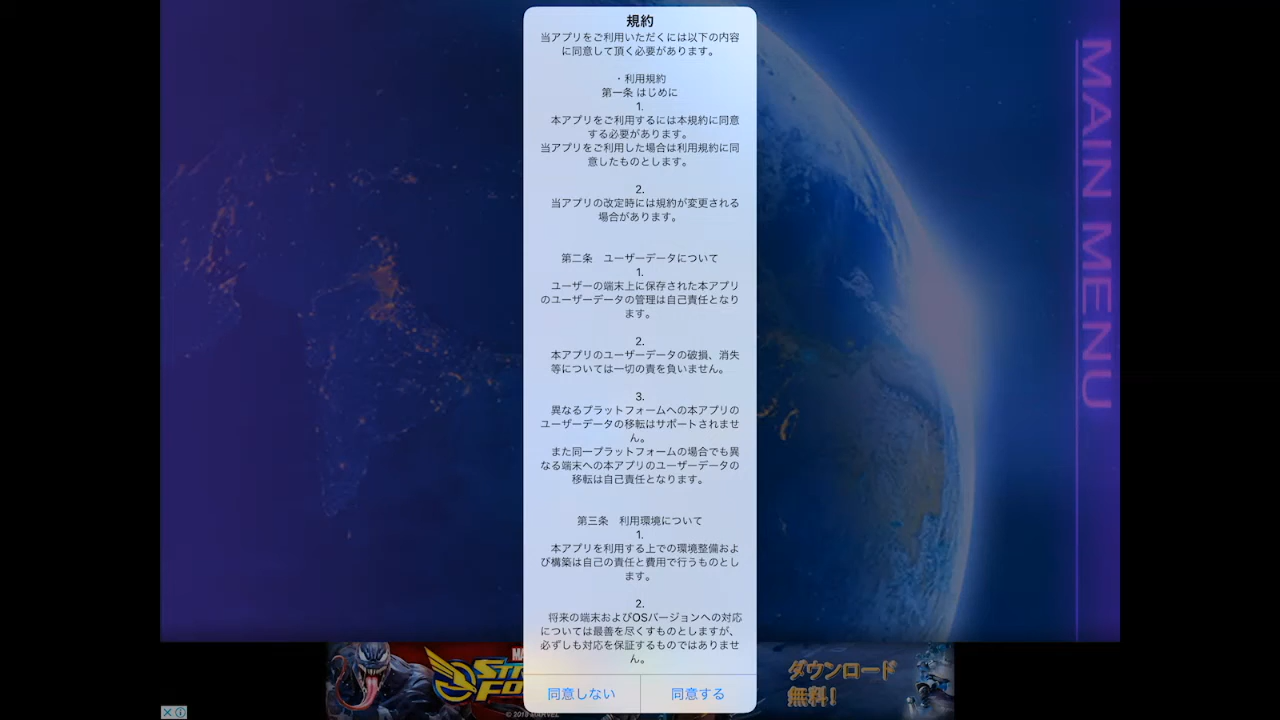 規約
当アプリをご利用いただくには以下の内容
に同意して頂く必要があります。
・利用規約
第一条 はじめに
1.
本アプリをご利用するには本規約に同意
する必要があります。
当アプリをご利用した場合は利用規約に同
意したものとします。
2.
当アプリの改定時には規約が変更される
場合があります。
第二条　ユーザーデータについて
1.
ユーザーの端末上に保存された本アプリ
のユーザーデータの管理は自己責任となり
ます。
2.
本アプリのユーザーデータの破損、消失
等については一切の責を負いません。
3.
異なるプラットフォームへの本アプリの
ユーザーデータの移転はサポートされませ
ん。
また同一プラットフォームの場合でも異
なる端末への本アプリのユーザーデータの
移転は自己責任となります。
第三条　利用環境について
1.
本アプリを利用する上での環境整備およ
び構築は自己の責任と費用で行うものとし
ます。
2.
将来の端末およびOSバージョンへの対応
については最善を尽くすものとしますが、
必ずしも対応を保証するものではありませ
ん。
同意しない
同意する
MAIN MENU
ダウンロード
無料!
© 2019 MARVEL